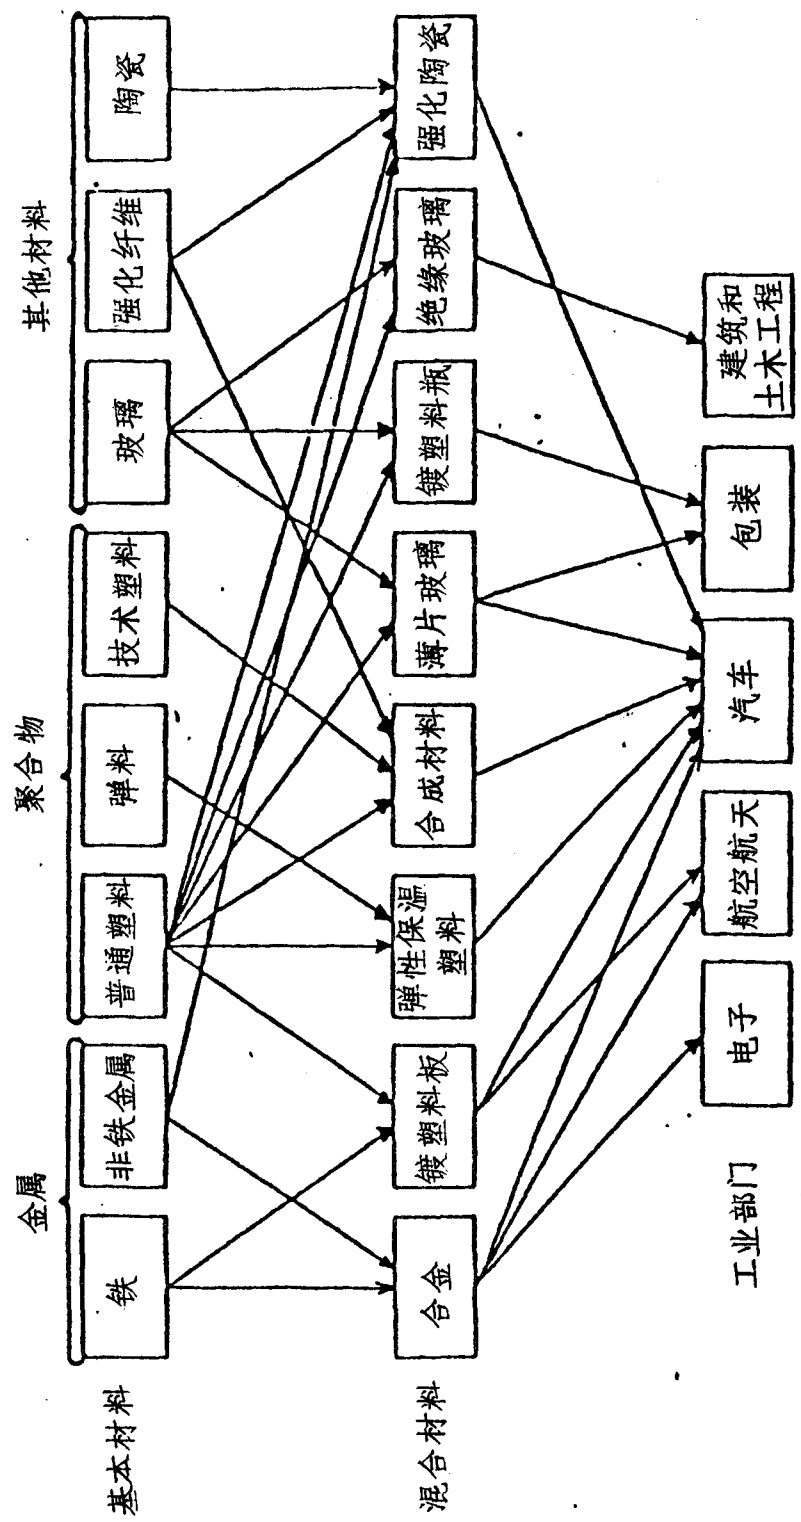 金属
聚合物
其他材料
基本材料
铁
非铁金属
普通塑料
弹料
技术塑料
玻璃
强化纤维
陶瓷
混合材料
合金
镀塑料板
弹性保温
塑料
合成材料
薄片玻璃
镀塑料瓶
绝缘玻璃
强化陶瓷
工业部门
电子
航空航天
汽车
包装
建筑和
土木工程